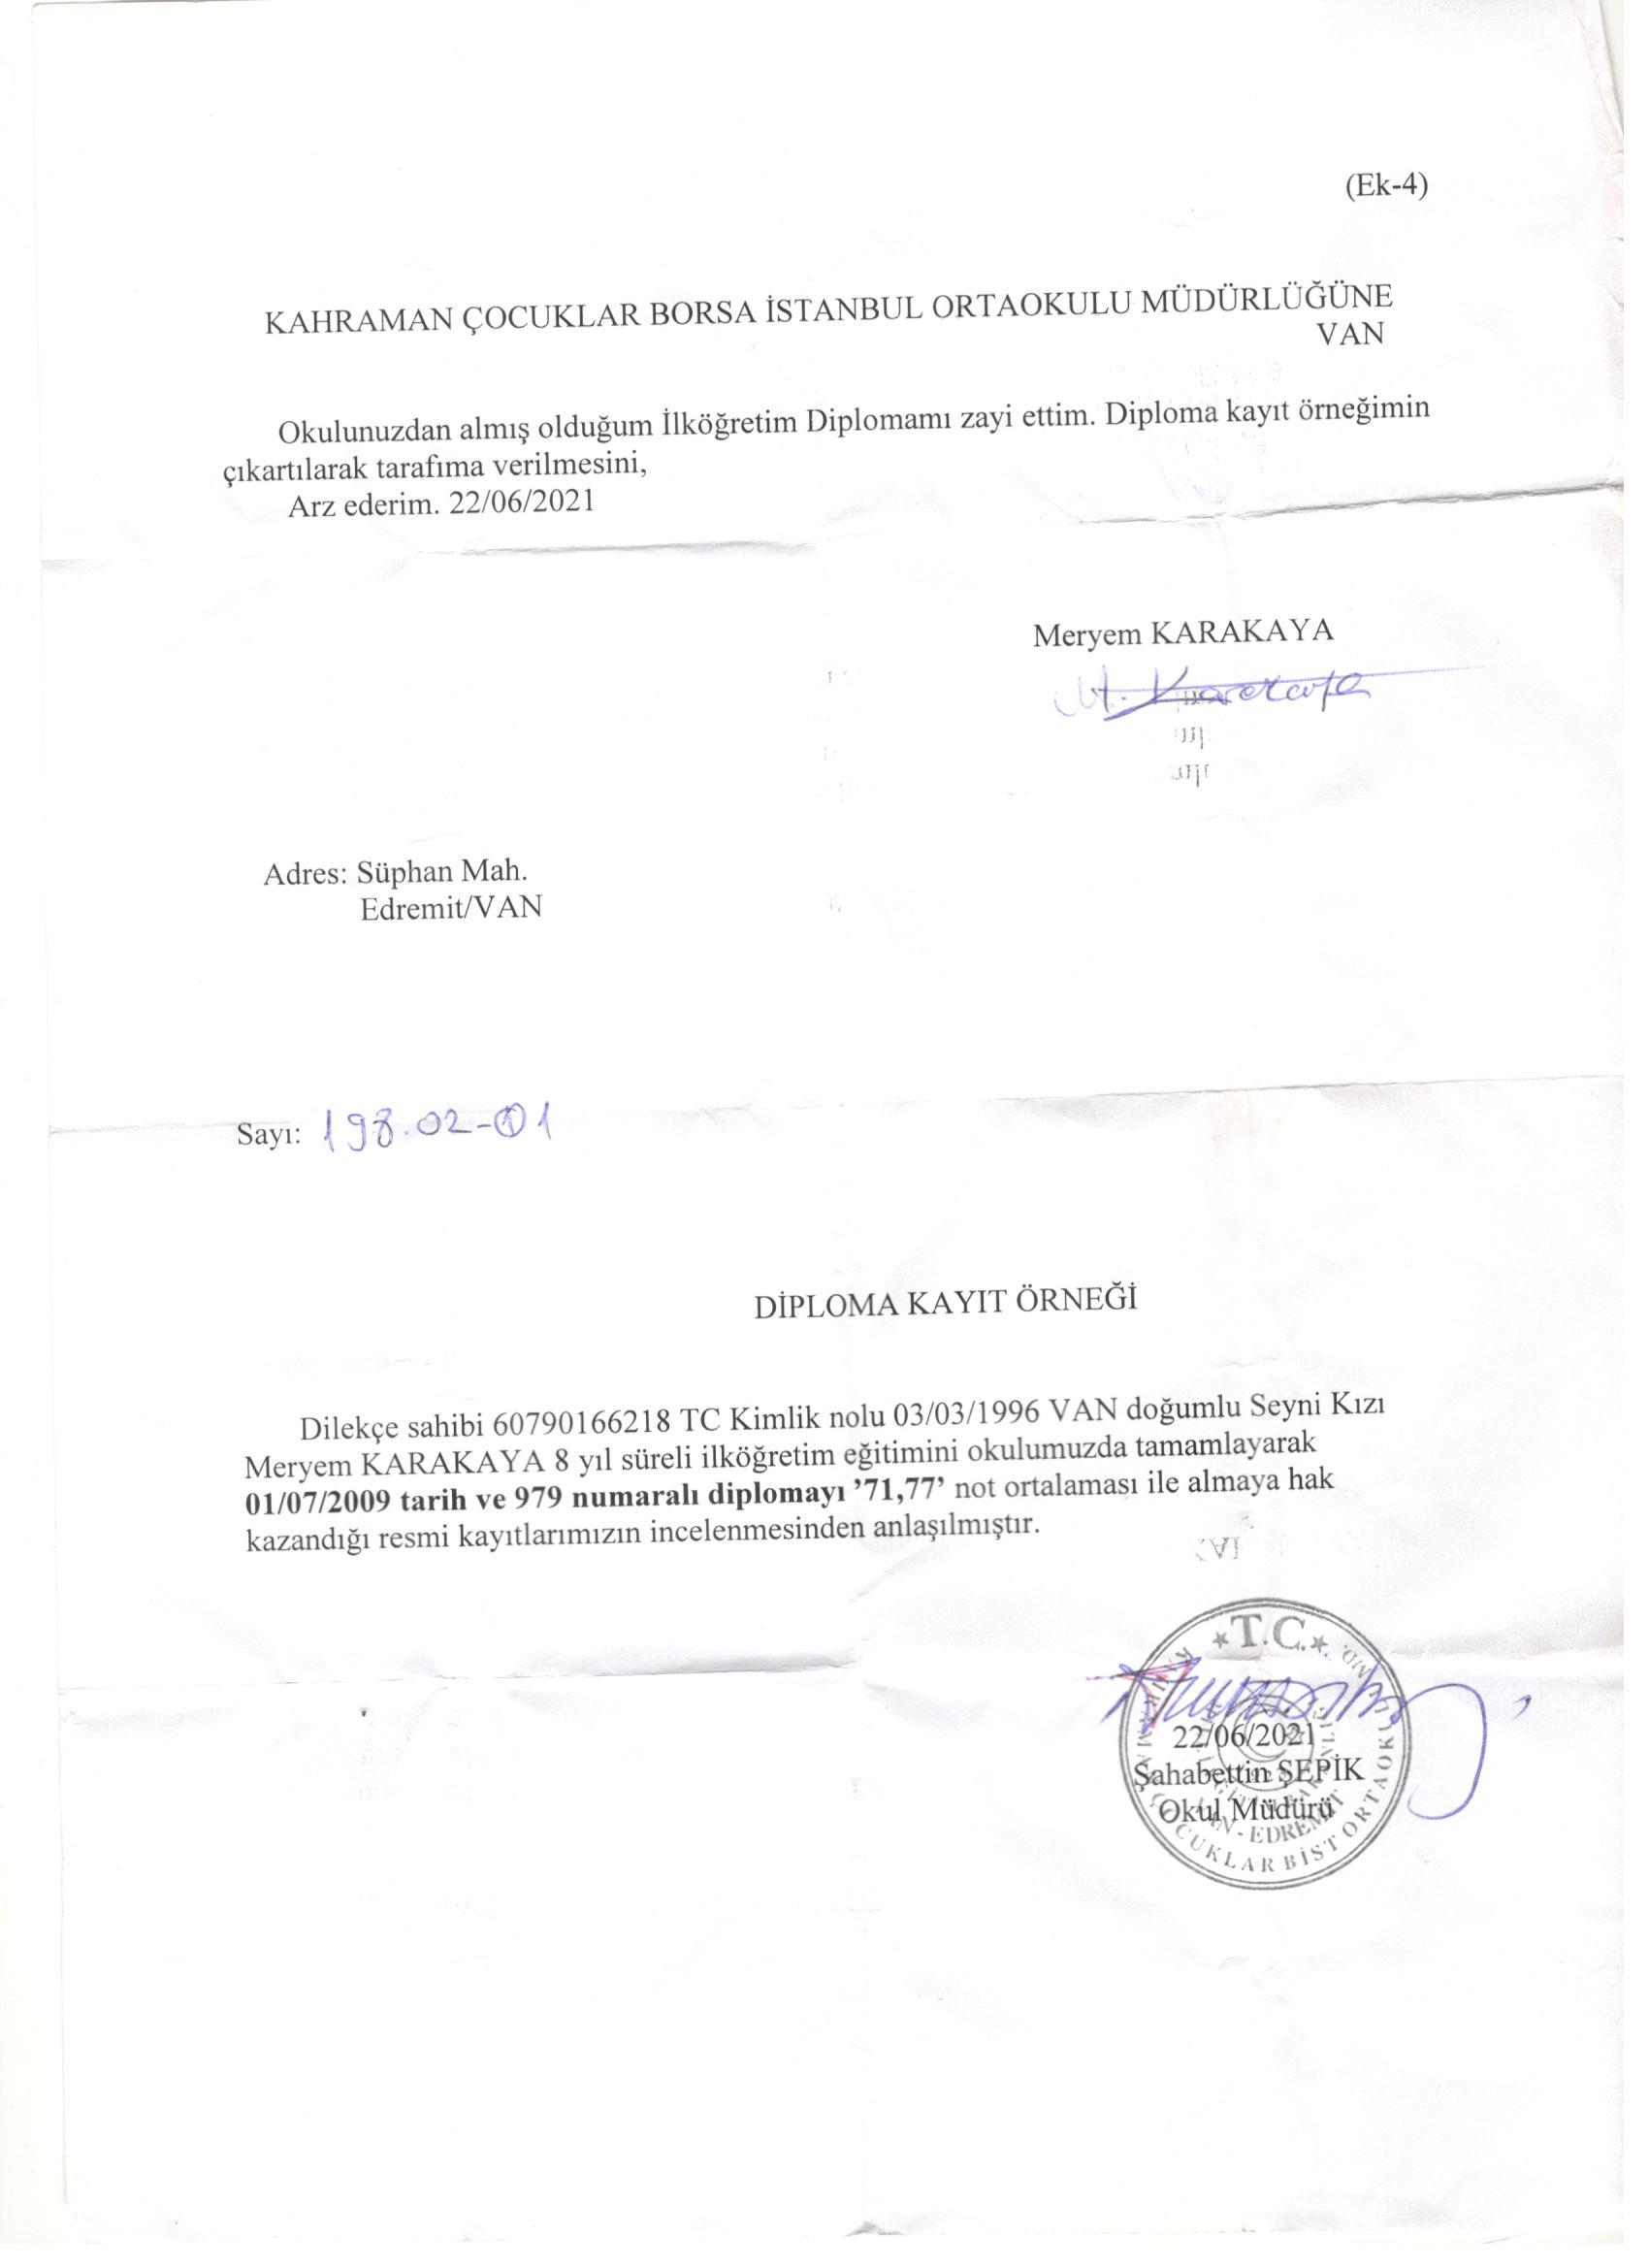 (Ek-4)
KAHRAMAN ÇOCUKLAR BORSA İSTANBUL ORTAOKULU MÜDÜRLÜĞÜNE
VAN
Okulunuzdan almış olduğum İlköğretim Diplomamı zayi ettim. Diploma kayıt örneğimin
çıkartılarak tarafıma verilmesini,
Arz ederim. 22/06/2021
Meryem KARAKAYA
M. Karakaya
Adres: Süphan Mah.
Edremit/VAN
Sayı: 198.02-01
DİPLOMA KAYIT ÖRNEĞİ
Dilekçe sahibi 60790166218 TC Kimlik nolu 03/03/1996 VAN doğumlu Seyni Kızı
Meryem KARAKAYA 8 yıl süreli ilköğretim eğitimini okulumuzda tamamlayarak
01/07/2009 tarih ve 979 numaralı diplomayı ’71,77’ not ortalaması ile almaya hak
kazandığı resmi kayıtlarımızın incelenmesinden anlaşılmıştır.
T.C.
22/06/2021
Şahabettin ŞEPİK
Okul Müdürü
VAN - EDREMİT
ÇOCUKLAR BİST ORTAOKULU